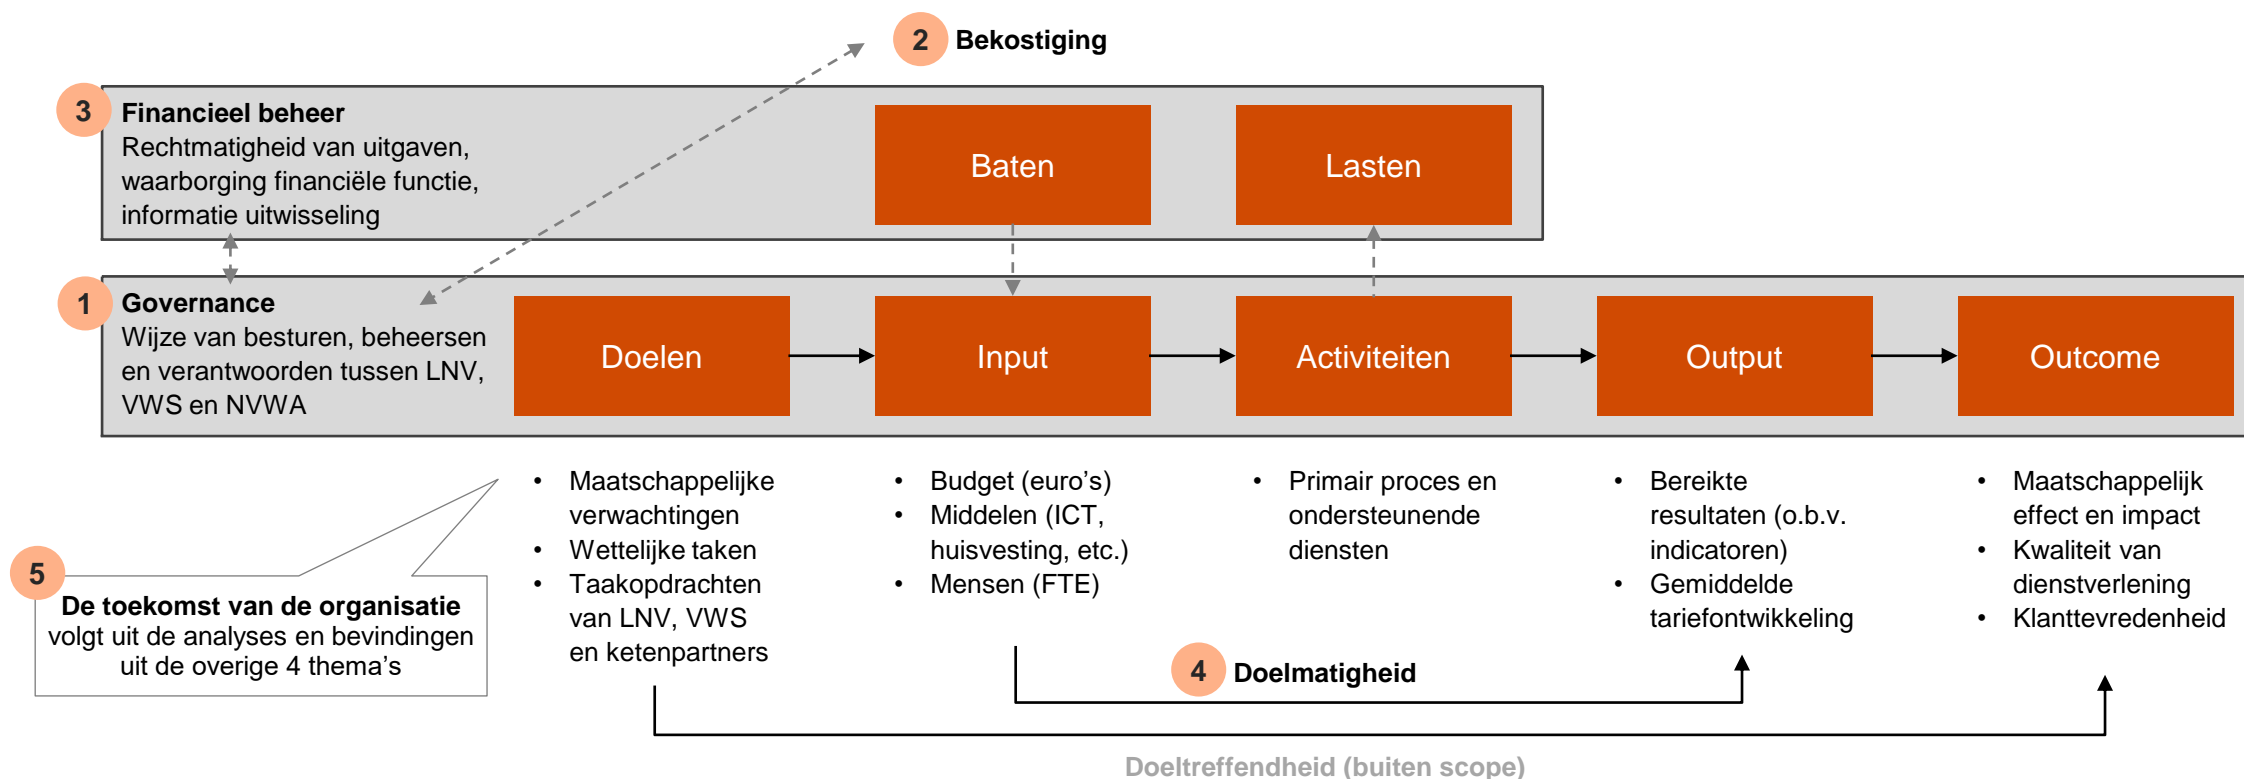 2 Bekostiging
3 Financieel beheer
Rechtmatigheid van uitgaven,
waarborging financiële functie,
informatie uitwisseling
Baten
Lasten
1 Governance
Wijze van besturen, beheersen
en verantwoorden tussen LNV,
VWS en NVWA
Doelen
Input
Activiteiten
Output
Outcome
• Maatschappelijke
verwachtingen
• Wettelijke taken
• Taakopdrachten
van LNV, VWS
en ketenpartners
• Budget (euro’s)
• Middelen (ICT,
huisvesting, etc.)
• Mensen (FTE)
• Primair proces en
ondersteunende
diensten
• Bereikte
resultaten (o.b.v.
indicatoren)
• Gemiddelde
tariefontwikkeling
• Maatschappelijk
effect en impact
• Kwaliteit van
dienstverlening
• Klanttevredenheid
5
De toekomst van de organisatie
volgt uit de analyses en bevindingen
uit de overige 4 thema’s
4 Doelmatigheid
Doeltreffendheid (buiten scope)